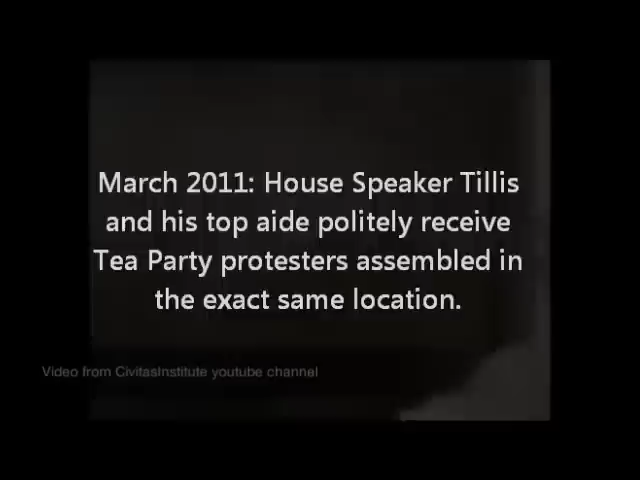 March 2011: House Speaker Tillis
and his top aide politely receive
Tea Party protesters assembled in
the exact same location.
Video from CivitasInstitute youtube channel